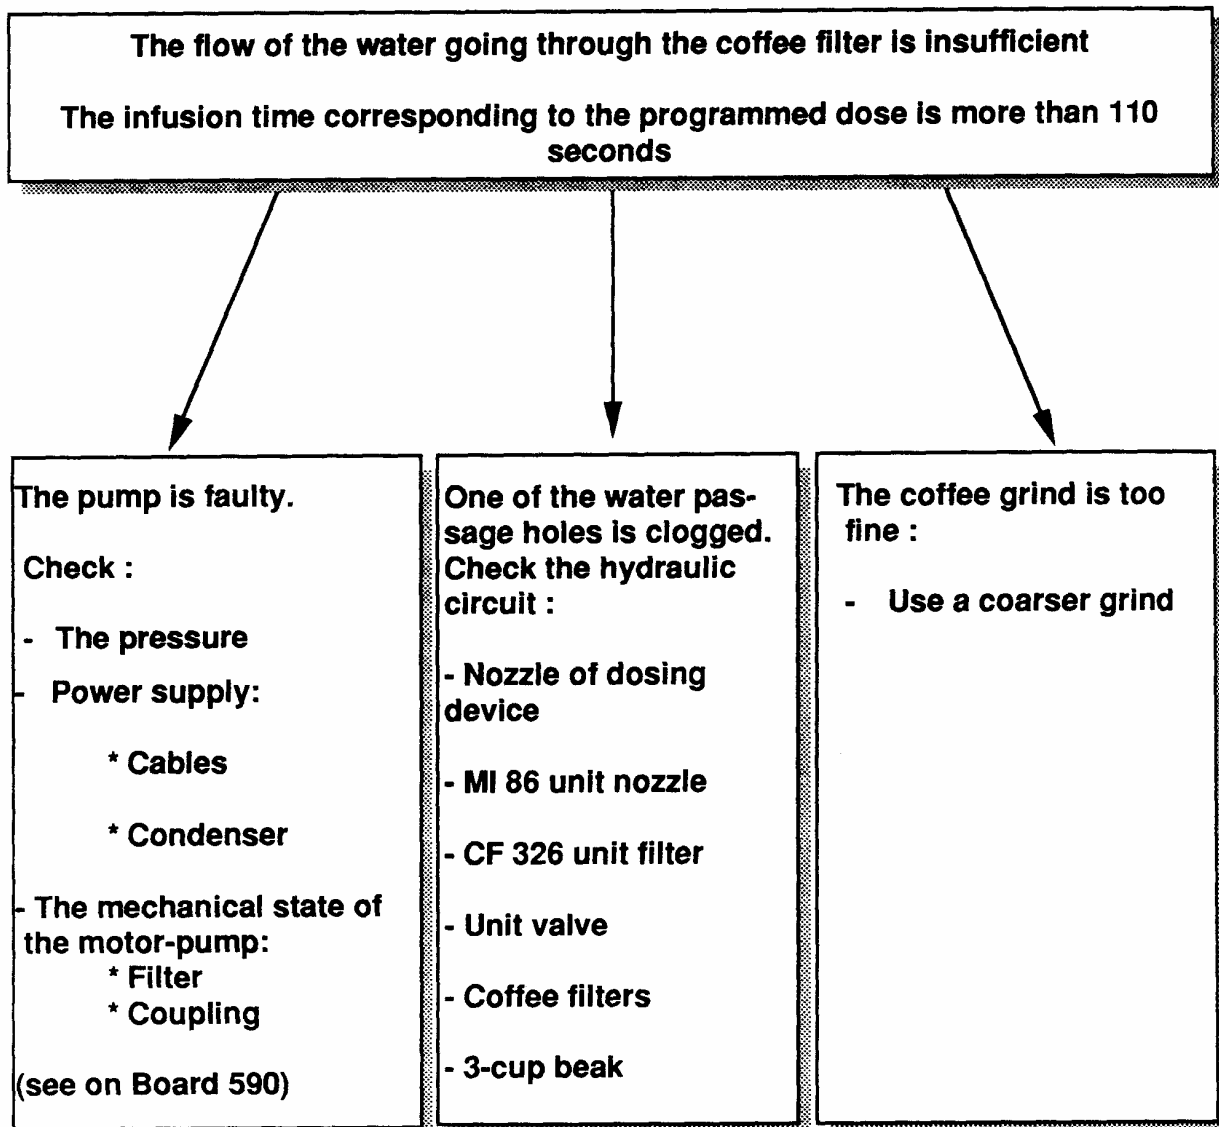 The flow of the water going through the coffee filter is insufficient
The infusion time corresponding to the programmed dose is more than 110
seconds
The pump is faulty.
Check :
- The pressure
- Power supply:
* Cables
* Condenser
- The mechanical state of
the motor-pump:
* Filter
* Coupling
(see on Board 590)
One of the water pas-
sage holes is clogged.
Check the hydraulic
circuit :
- Nozzle of dosing
device
- MI 86 unit nozzle
- CF 326 unit filter
- Unit valve
- Coffee filters
- 3-cup beak
The coffee grind is too
fine :
- Use a coarser grind